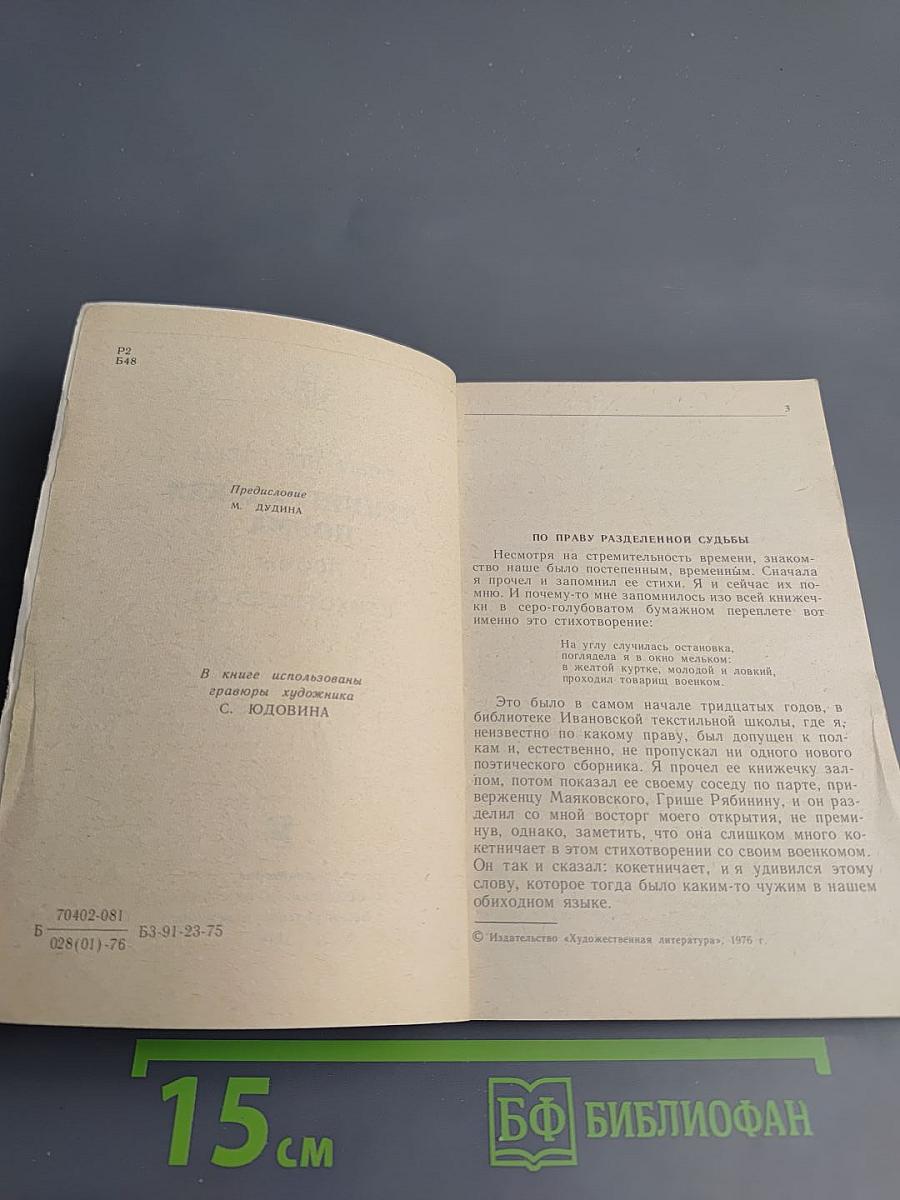 Р2
Б48
Предисловие
М. ДУДИНА
В книге использованы
гравюры художника
С. ЮДОВИНА
Б 70402-081
028(01)-76 БЗ-91-23-75
3
ПО ПРАВУ РАЗДЕЛЕННОЙ СУДЬБЫ
Несмотря на стремительность времени, знаком-
ство наше было постепенным, временны́м. Сначала
я прочел и запомнил ее стихи. Я и сейчас их по-
мню. И почему-то мне запомнилось изо всей книжеч-
ки в серо-голубоватом бумажном переплете вот
именно это стихотворение:
На углу случилась остановка,
поглядела я в окно мельком:
в желтой куртке, молодой и ловкий,
проходил товарищ военком.
Это было в самом начале тридцатых годов, в
библиотеке Ивановской текстильной школы, где я,
неизвестно по какому праву, был допущен к пол-
кам и, естественно, не пропускал ни одного нового
поэтического сборника. Я прочел ее книжечку зал-
пом, потом показал ее своему соседу по парте, при-
верженцу Маяковского, Грише Рябинину, и он раз-
делил со мной восторг моего открытия, не преми-
нув, однако, заметить, что она слишком много ко-
кетничает в этом стихотворении со своим военкомом.
Он так и сказал: кокетничает, и я удивился этому
слову, которое тогда было каким-то чужим в нашем
обиходном языке.
© Издательство «Художественная литература», 1976 г.
15 см
БФ БИБЛИОФАН